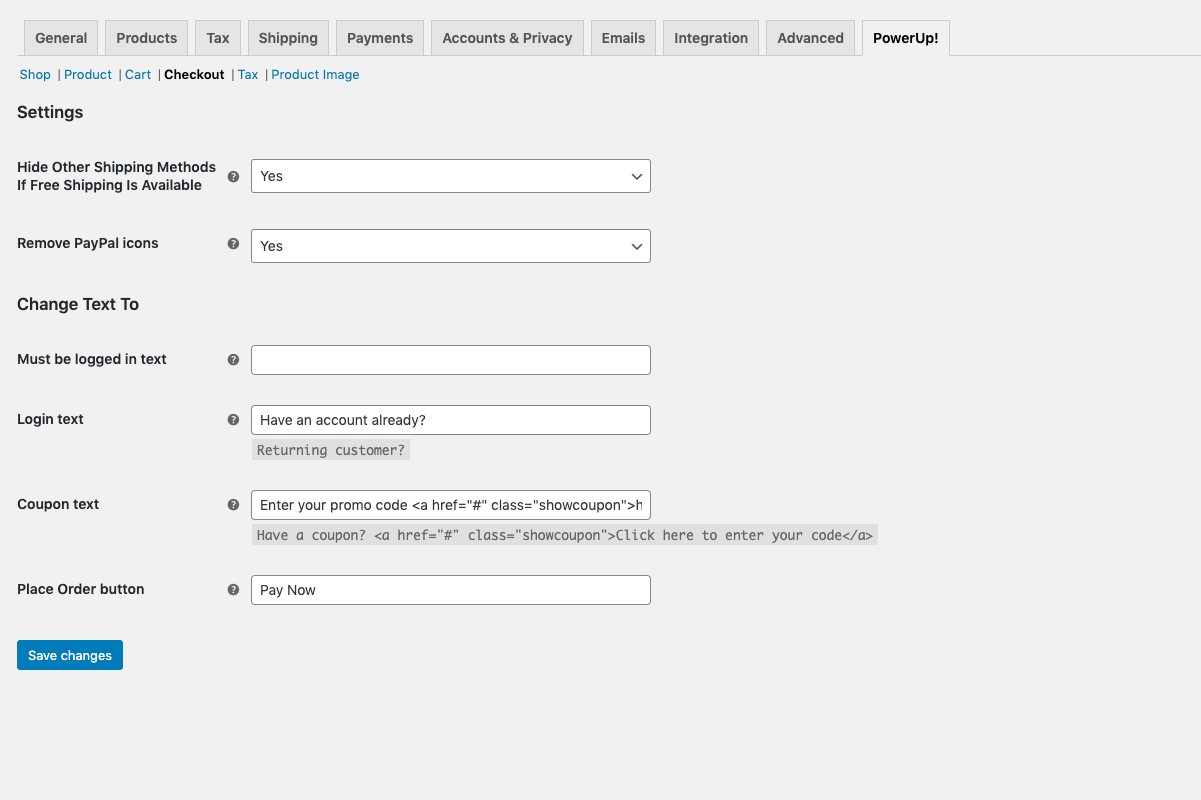 General Products Tax Shipping Payments Accounts & Privacy Emails Integration Advanced PowerUp!
Shop | Product | Cart | Checkout | Tax | Product Image
Settings
Hide Other Shipping Methods
If Free Shipping Is Available
? Yes
Remove PayPal icons ? Yes
Change Text To
Must be logged in text ?
Login text ? Have an account already?
Returning customer?
Coupon text ? Enter your promo code <a href="#" class="showcoupon">h
Have a coupon? <a href="#" class="showcoupon">Click here to enter your code</a>
Place Order button ? Pay Now
Save changes